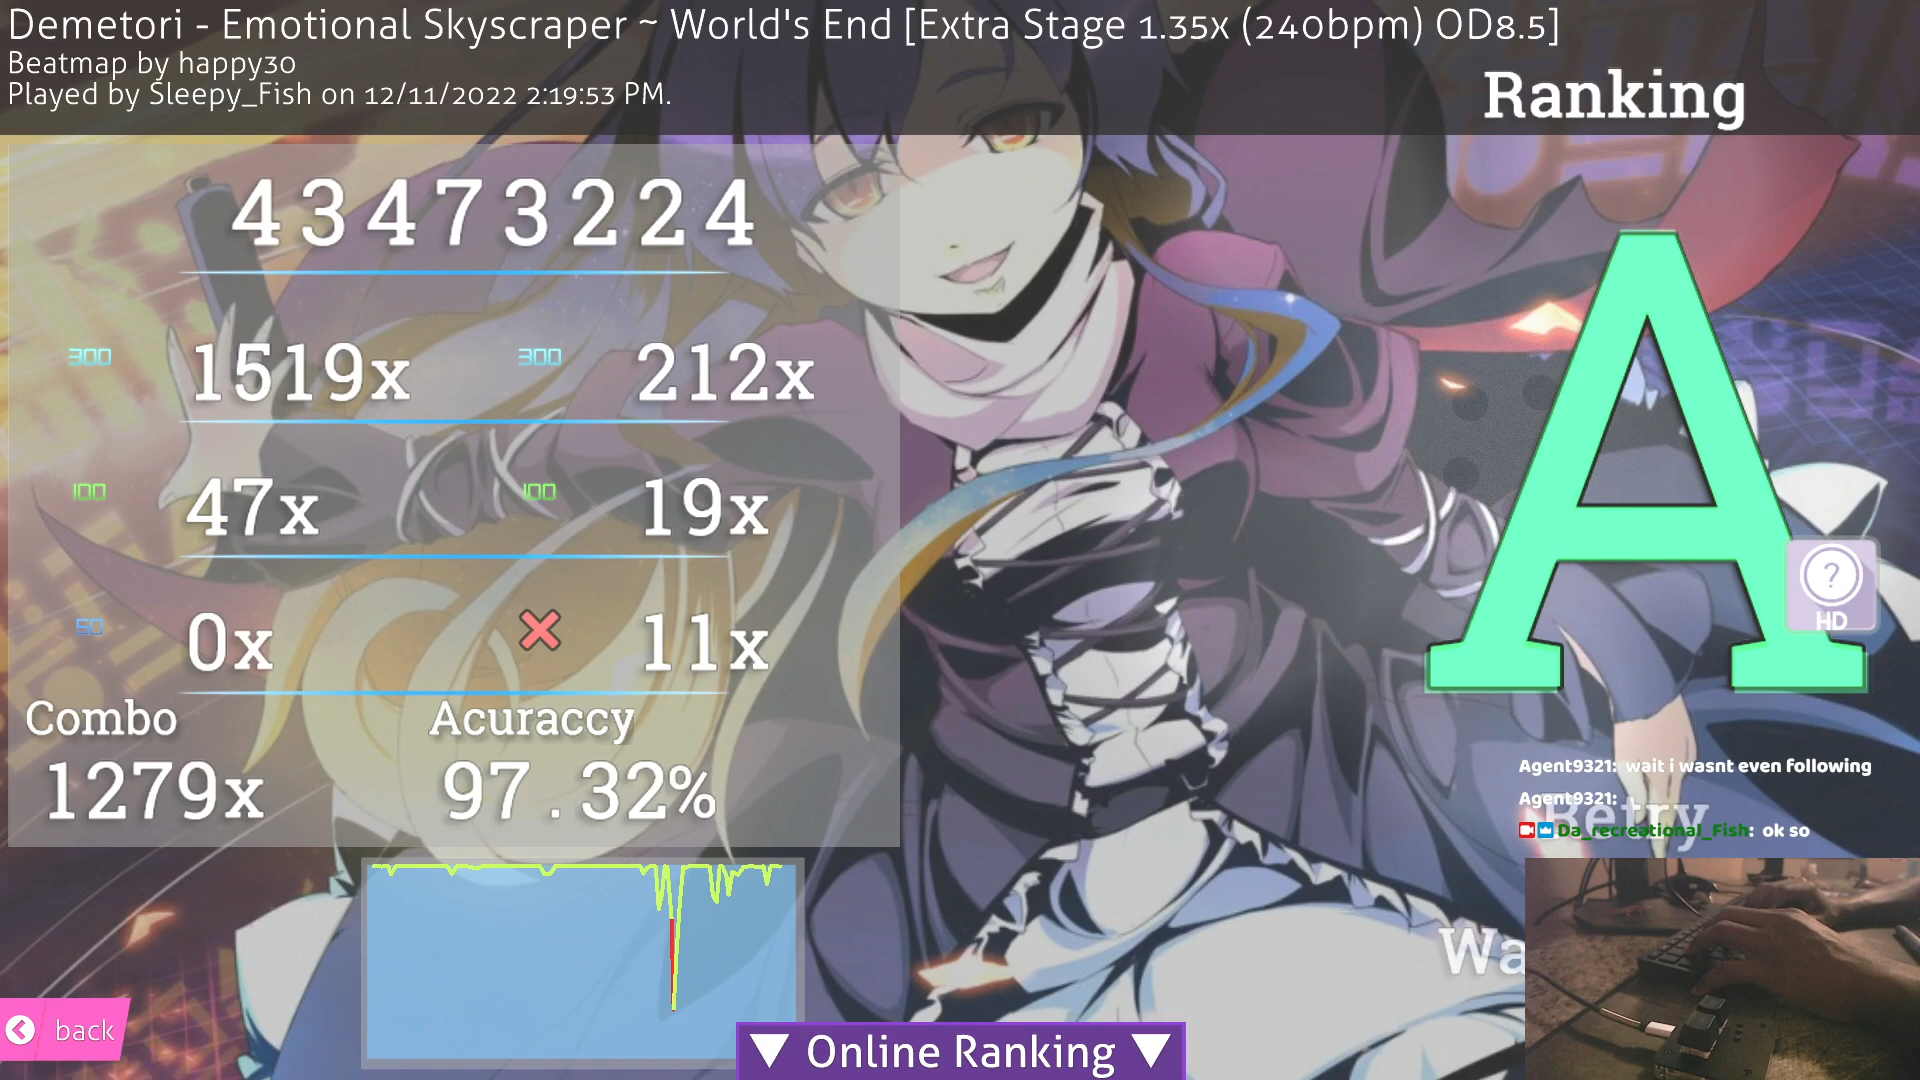 Demetori - Emotional Skyscraper ~ World's End [Extra Stage 1.35x (240bpm) OD8.5]
Beatmap by happy30
Played by Sleepy_Fish on 12/11/2022 2:19:53 PM.
Ranking
43473224
300 1519x 300 212x
100 47x 100 19x
50 0x 11x
Combo Acuraccy
1279x 97.32%
?
HD
Agent9321: wait i wasnt even following
Agent9321:
Retry
Da_recreational_Fish: ok so
Wa
back
Online Ranking